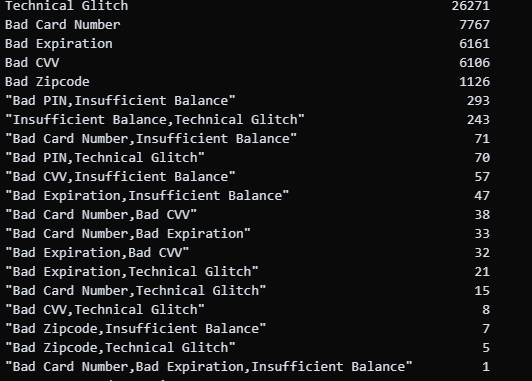 Technical Glitch 26271
Bad Card Number 7767
Bad Expiration 6161
Bad CVV 6106
Bad Zipcode 1126
"Bad PIN,Insufficient Balance" 293
"Insufficient Balance,Technical Glitch" 243
"Bad Card Number,Insufficient Balance" 71
"Bad PIN,Technical Glitch" 70
"Bad CVV,Insufficient Balance" 57
"Bad Expiration,Insufficient Balance" 47
"Bad Card Number,Bad CVV" 38
"Bad Card Number,Bad Expiration" 33
"Bad Expiration,Bad CVV" 32
"Bad Expiration,Technical Glitch" 21
"Bad Card Number,Technical Glitch" 15
"Bad CVV,Technical Glitch" 8
"Bad Zipcode,Insufficient Balance" 7
"Bad Zipcode,Technical Glitch" 5
"Bad Card Number,Bad Expiration,Insufficient Balance" 1